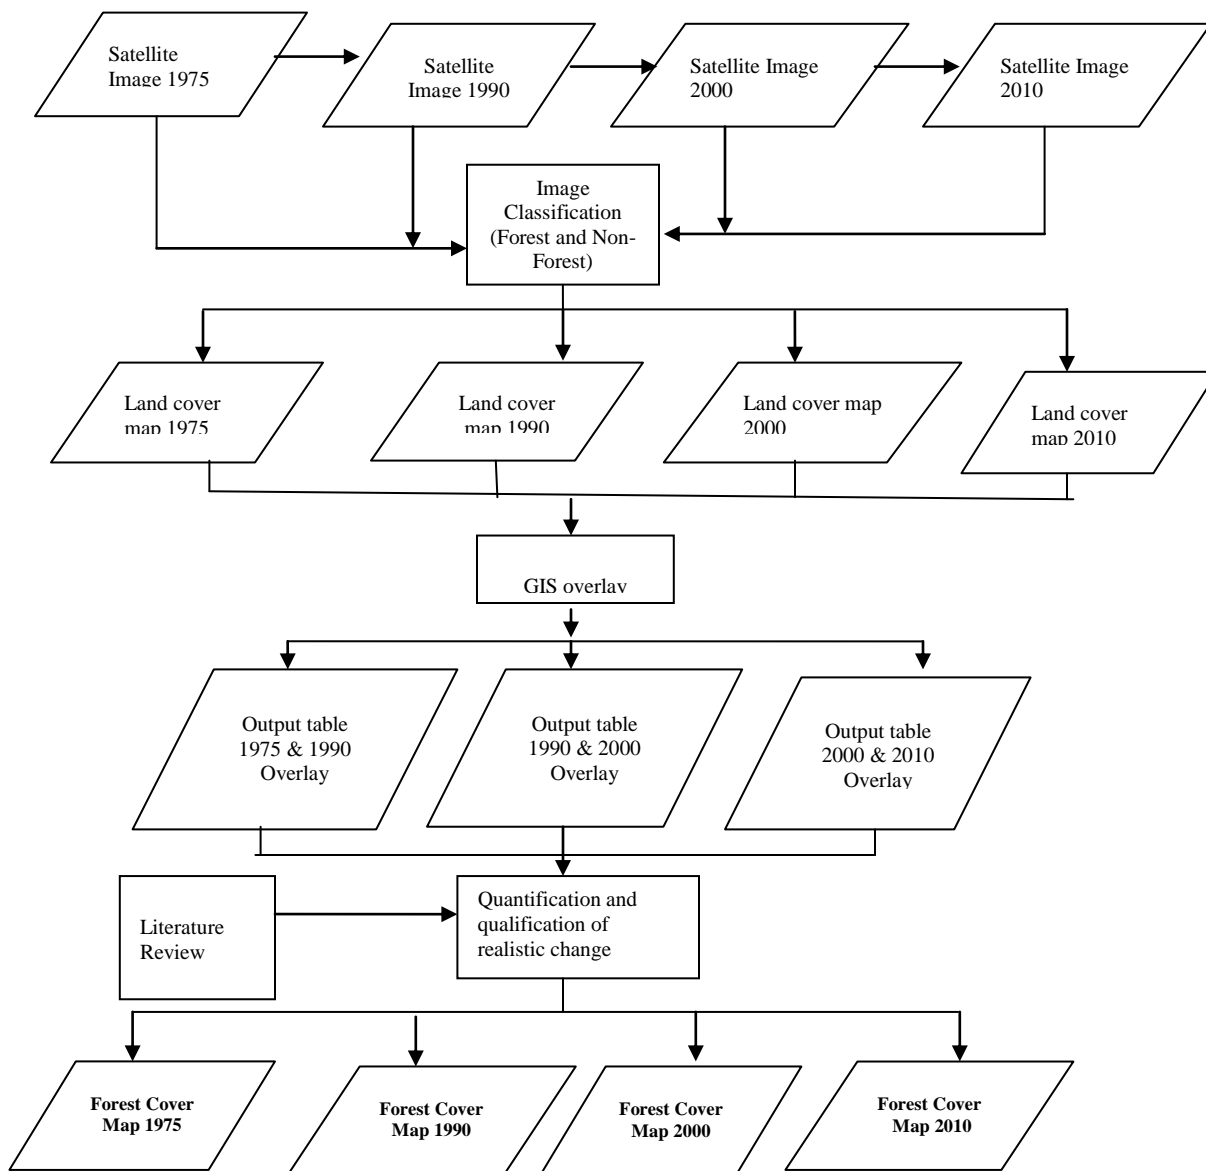 Satellite
Image 1975
Satellite
Image 1990
Satellite Image
2000
Satellite Image
2010
Image
Classification
(Forest and Non-
Forest)
Land cover
map 1975
Land cover
map 1990
Land cover map
2000
Land cover
map 2010
GIS overlay
Output table
1975 & 1990
Overlay
Output table
1990 & 2000
Overlay
Output table
2000 & 2010
Overlay
Literature
Review
Quantification and
qualification of
realistic change
Forest Cover
Map 1975
Forest Cover
Map 1990
Forest Cover
Map 2000
Forest Cover
Map 2010